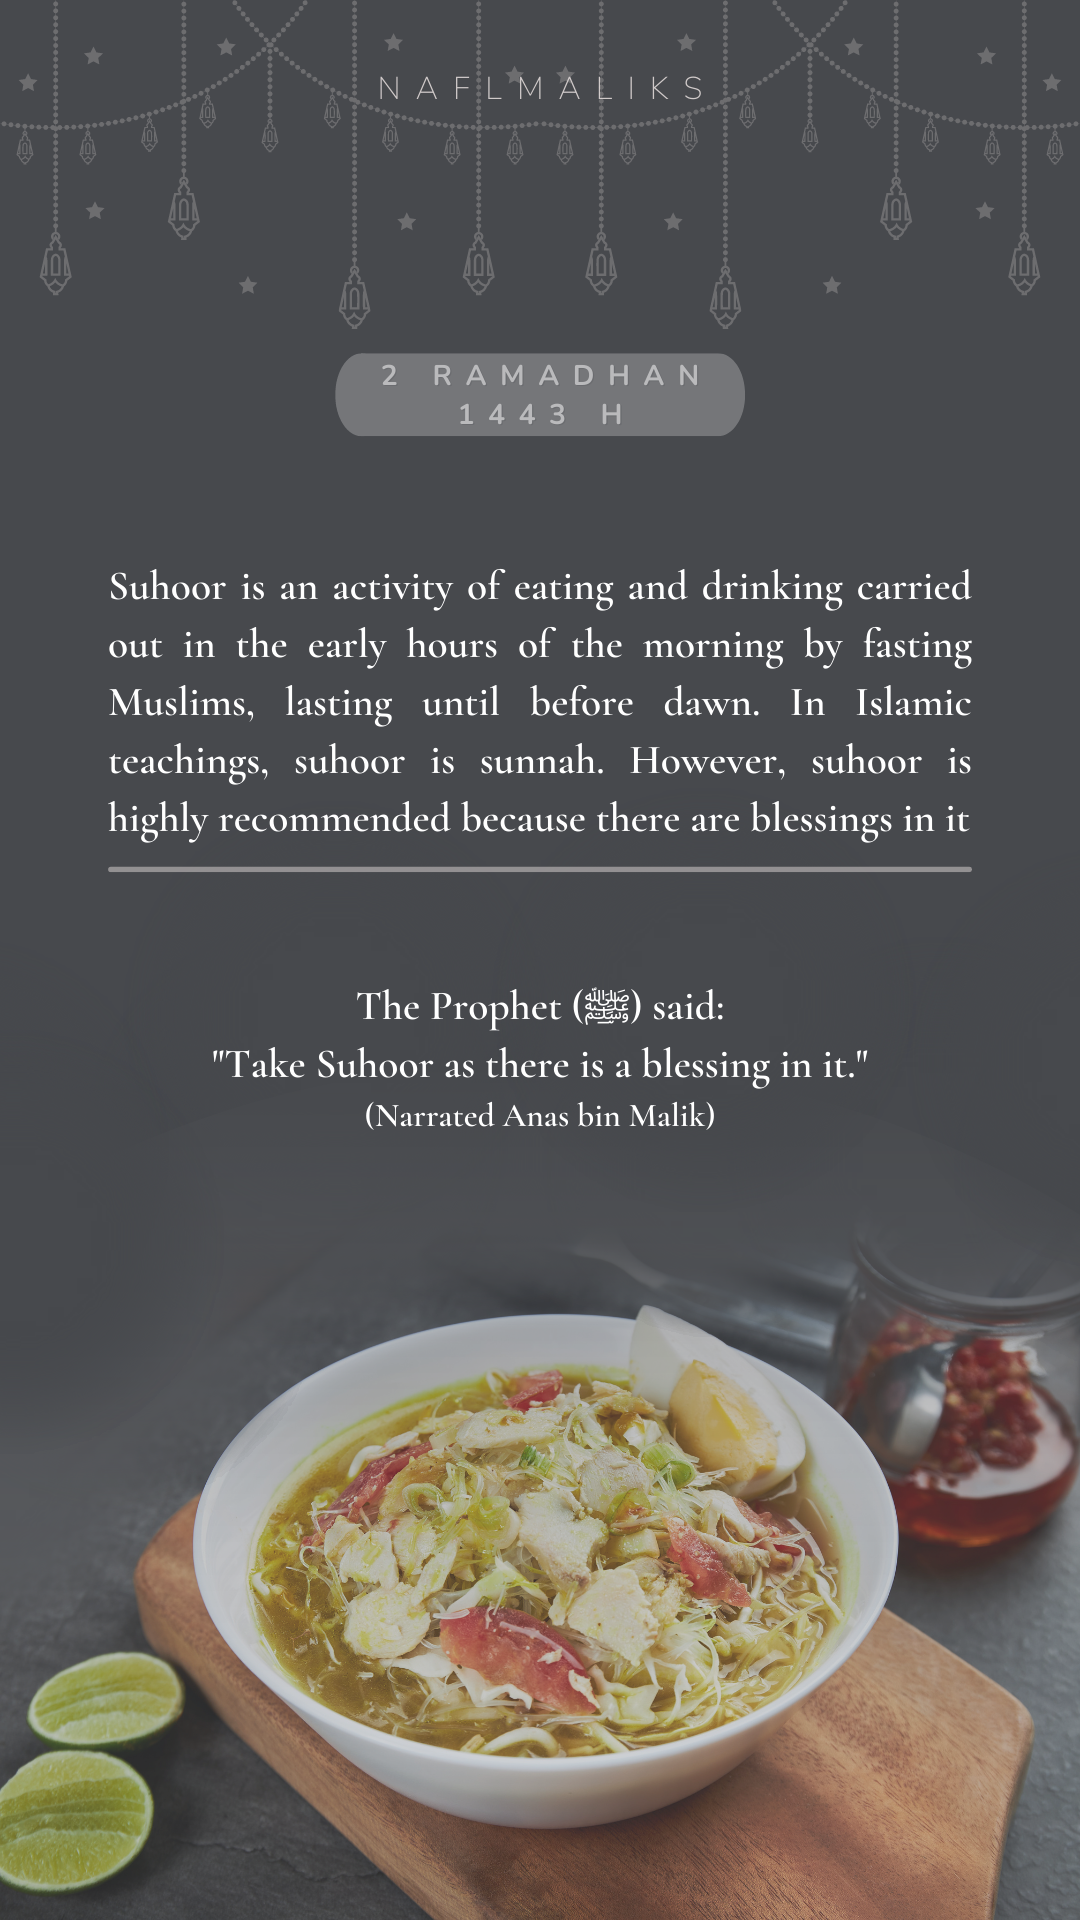 NAFLMALIKS
2 RAMADHAN
1443 H
Suhoor is an activity of eating and drinking carried
out in the early hours of the morning by fasting
Muslims, lasting until before dawn. In Islamic
teachings, suhoor is sunnah. However, suhoor is
highly recommended because there are blessings in it
The Prophet (ﷺ) said:
"Take Suhoor as there is a blessing in it."
(Narrated Anas bin Malik)